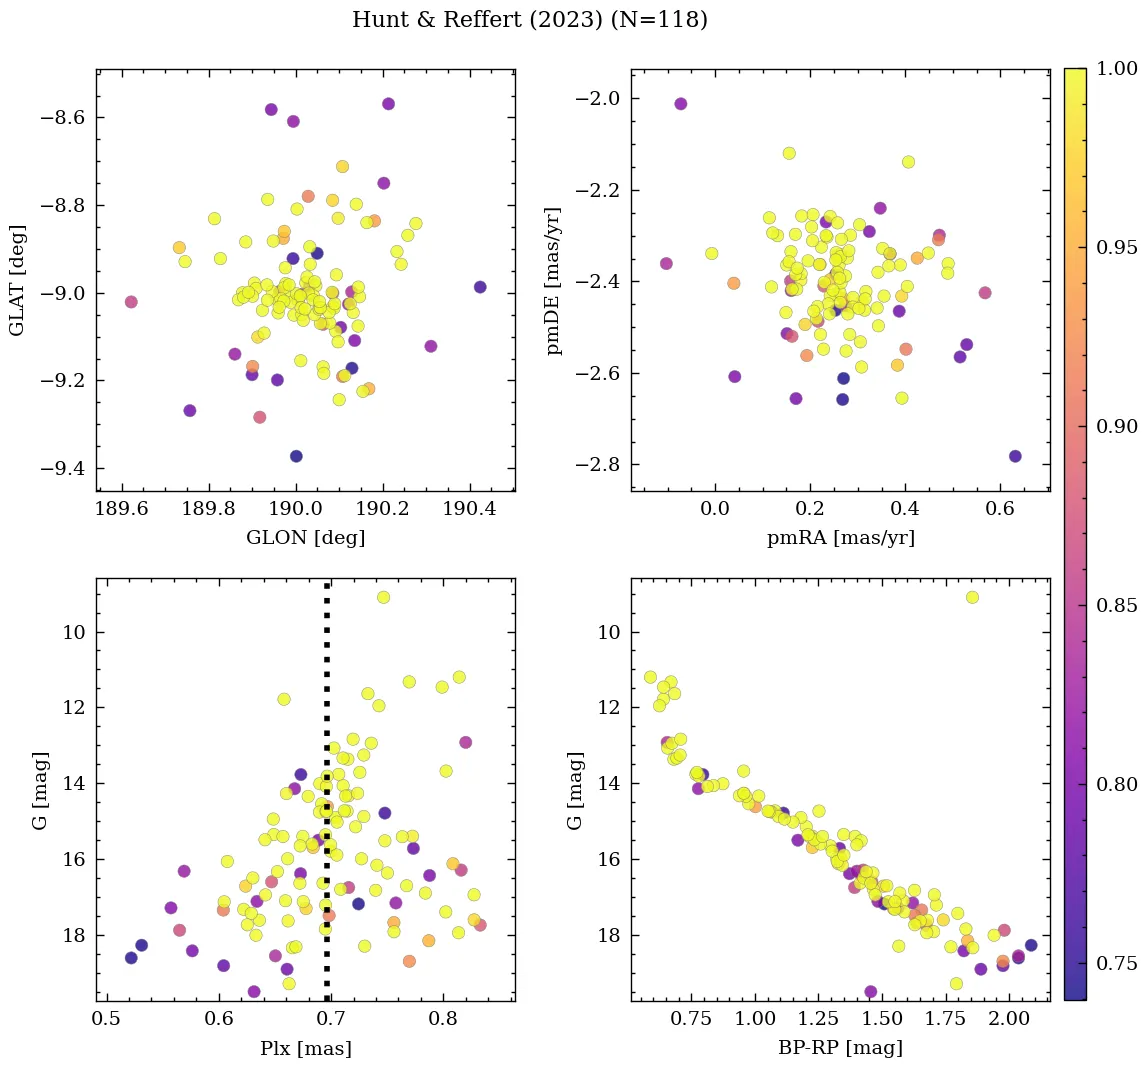 Hunt & Reffert (2023) (N=118)
−8.6
−8.8
−9.0
−9.2
−9.4
GLAT [deg]
189.6 189.8 190.0 190.2 190.4
GLON [deg]
−2.0
−2.2
−2.4
−2.6
−2.8
pmDE [mas/yr]
0.0 0.2 0.4 0.6
pmRA [mas/yr]
10
12
14
16
18
G [mag]
0.5 0.6 0.7 0.8
Plx [mas]
10
12
14
16
18
G [mag]
0.75 1.00 1.25 1.50 1.75 2.00
BP-RP [mag]
1.00
0.95
0.90
0.85
0.80
0.75